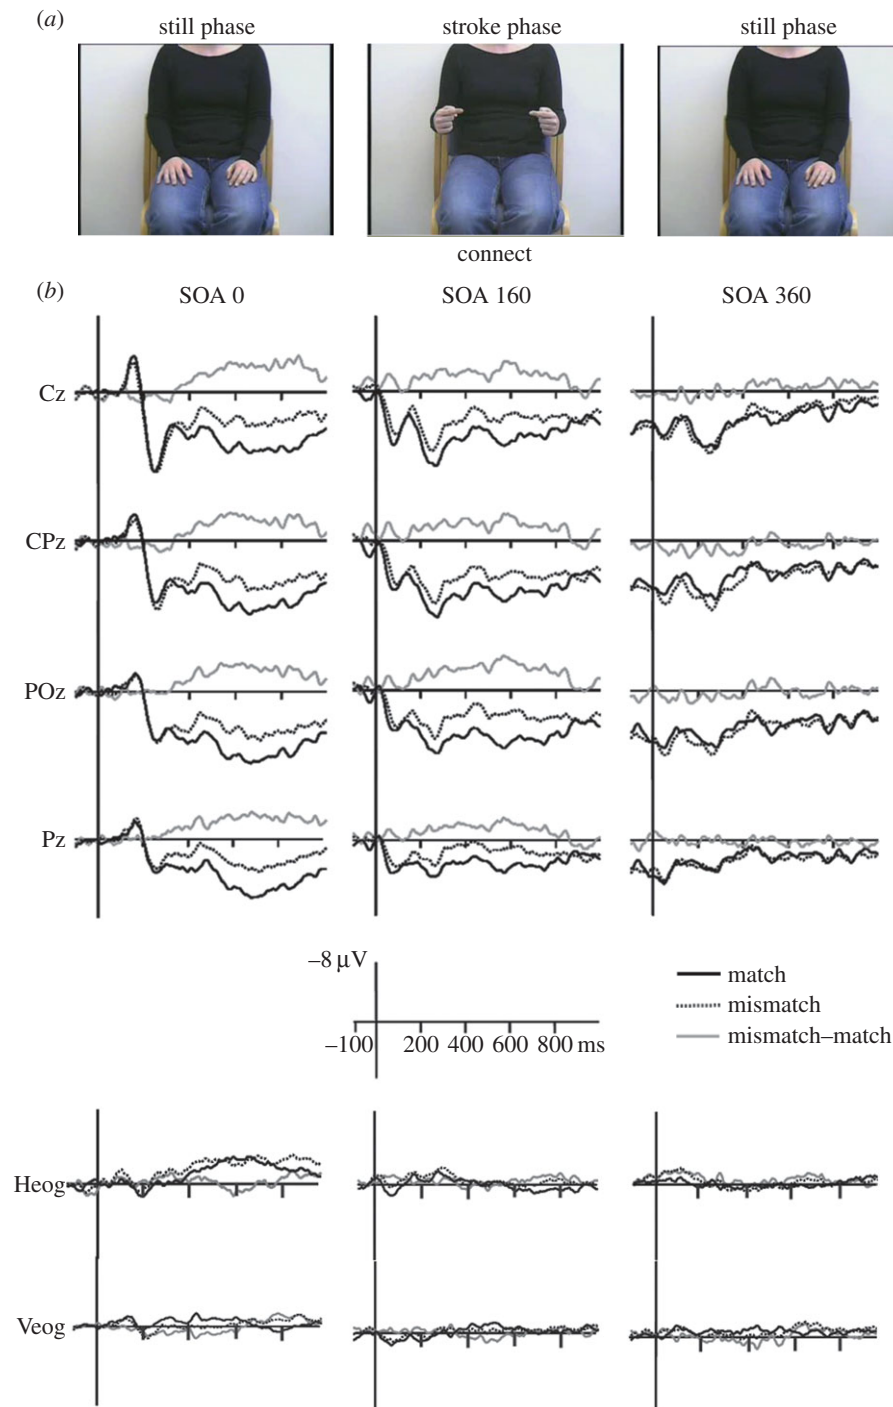 (a)
still phase stroke phase still phase
connect
(b)
SOA 0 SOA 160 SOA 360
Cz
CPz
POz
Pz
–8 µV
–100 200 400 600 800 ms
match
mismatch
mismatch–match
Heog
Veog